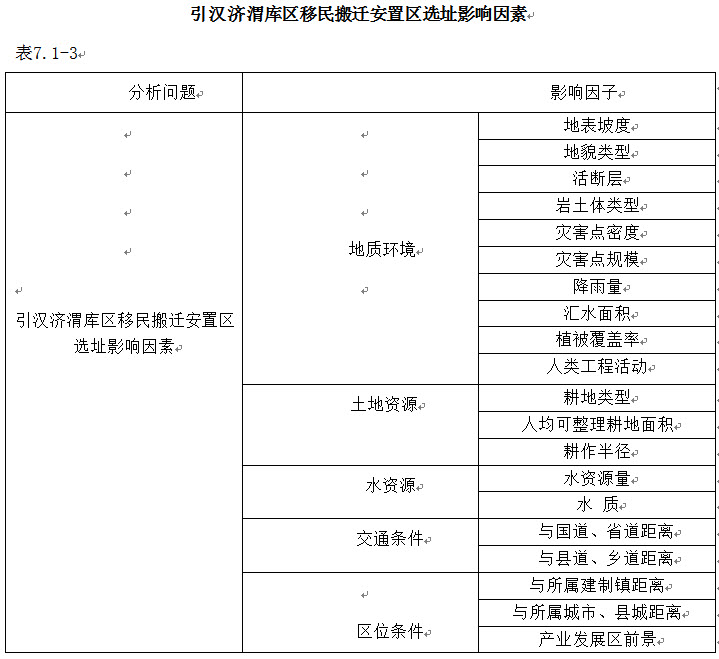 引汉济渭库区移民搬迁安置区选址影响因素
表7.1-3
分析问题
影响因子
引汉济渭库区移民搬迁安置区
选址影响因素
地质环境
地表坡度
地貌类型
活断层
岩土体类型
灾害点密度
灾害点规模
降雨量
汇水面积
植被覆盖率
人类工程活动
土地资源
耕地类型
人均可整理耕地面积
耕作半径
水资源
水资源量
水 质
交通条件
与国道、省道距离
与县道、乡道距离
区位条件
与所属建制镇距离
与所属城市、县城距离
产业发展区前景